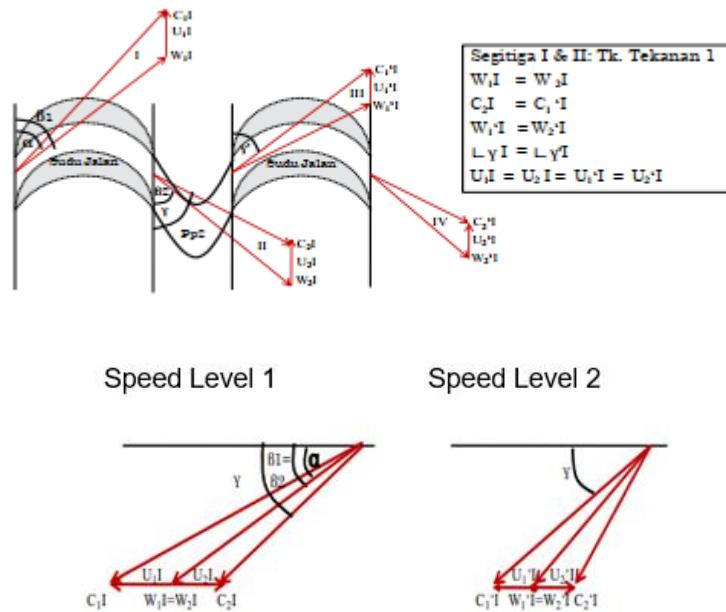 C₁I
U₁I
W₁I
I
β1
α
Sudu Jalan
Sudu Jalan
β2
γ
Pp2
II
C₂I
U₂I
W₂I
γ'
III
C₁'I
U₁'I
W₁'I
IV
C₂'I
U₂'I
W₂'I
Segitiga I & II: Tk. Tekanan 1
W₁I = W₂I
C₂I = C₁'I
W₁'I = W₂'I
∟γI = ∟γ'I
U₁I = U₂I = U₁'I = U₂'I
Speed Level 1
Speed Level 2
γ
β1=
β2
α
U₁I
U₂I
C₁I
W₁I=W₂I
C₂I
γ
U₁'I
U₂'I
C₁'I
W₁'I=W₂'I
C₂'I